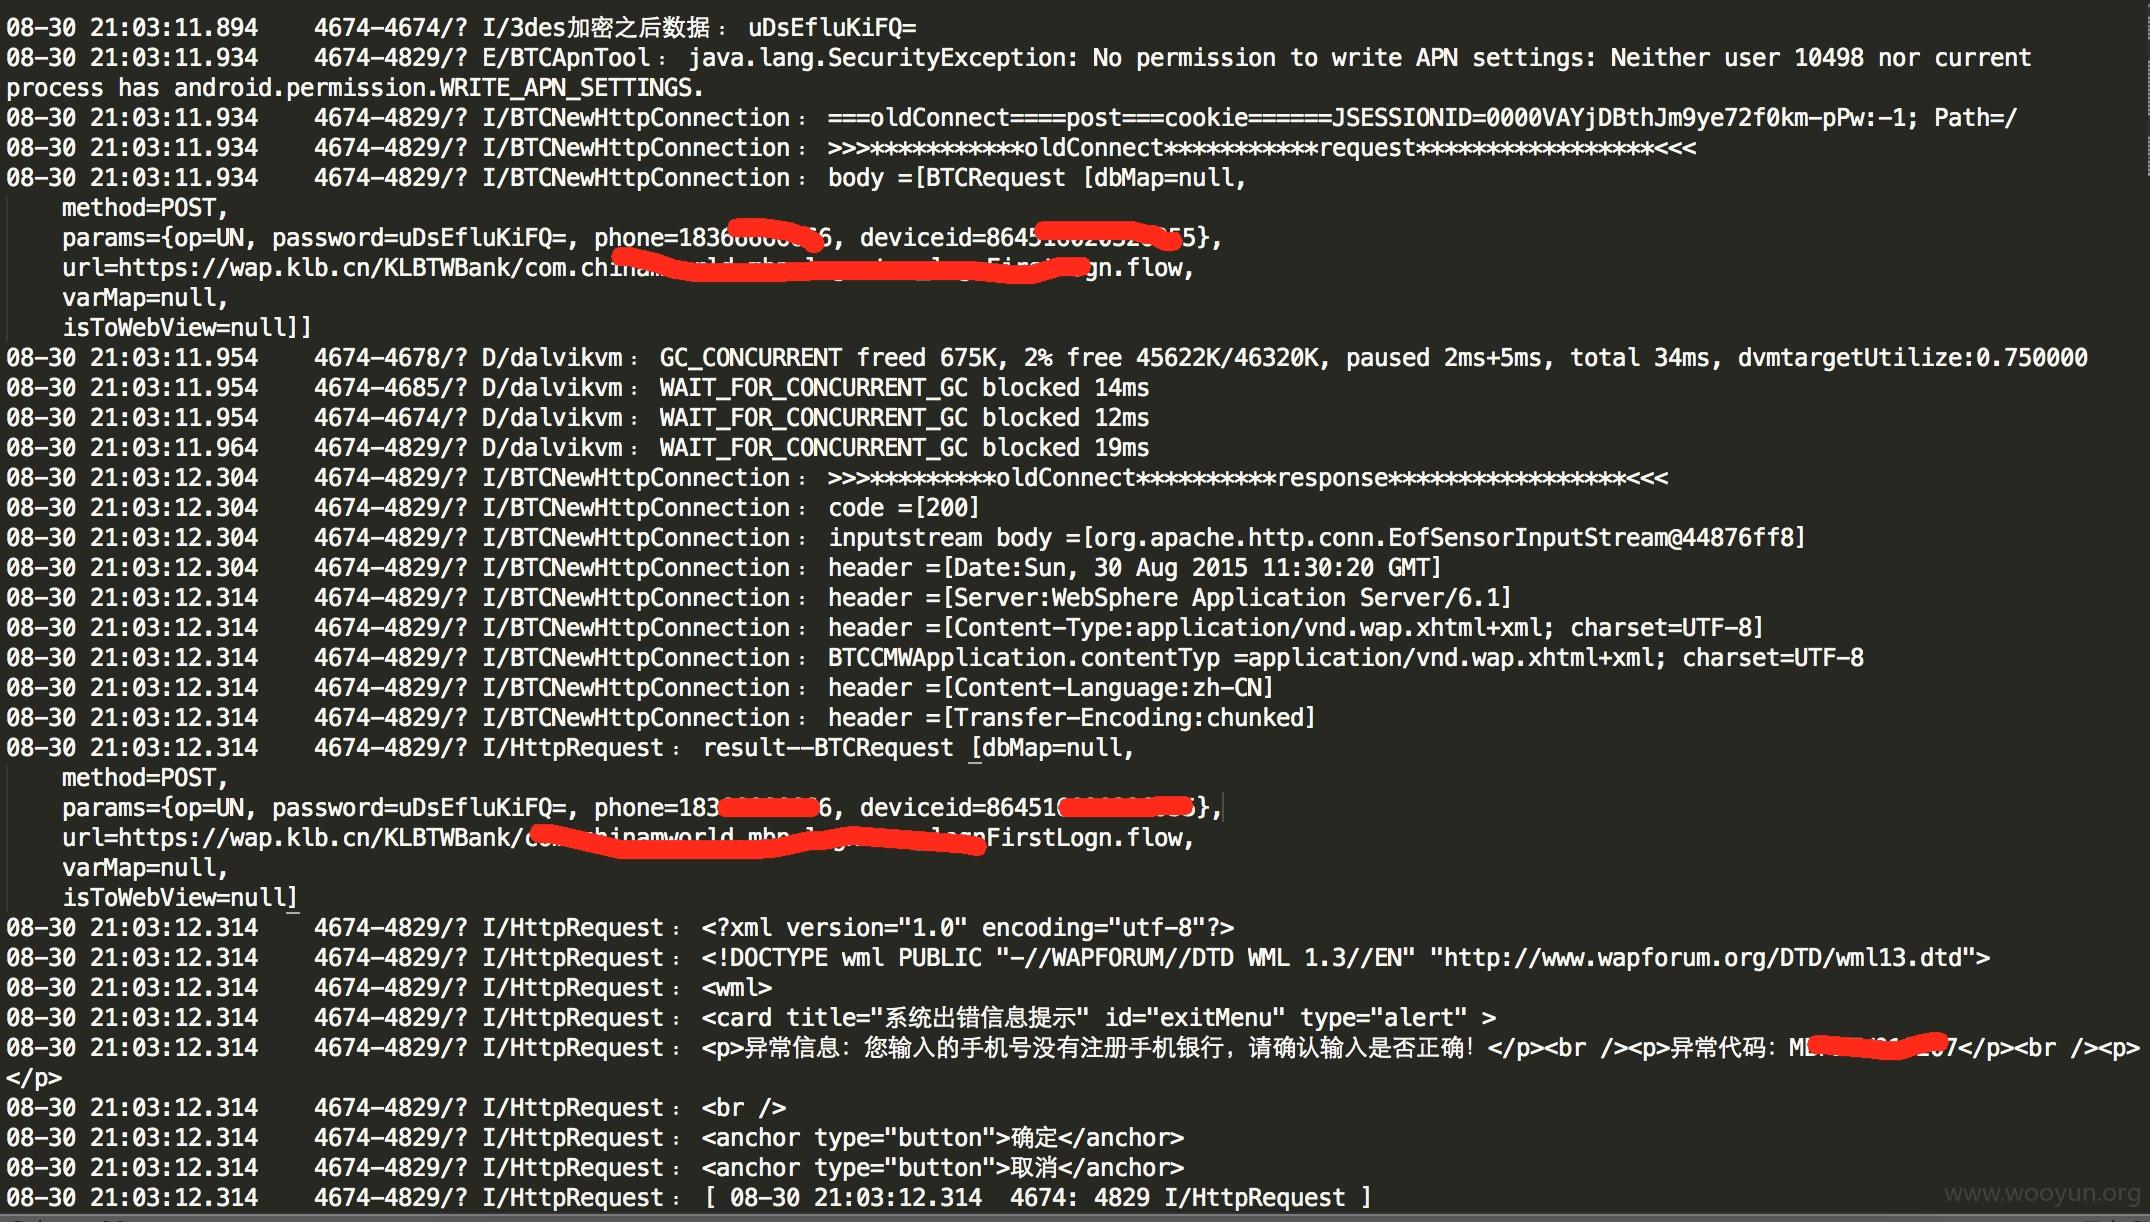 08-30 21:03:11.894    4674-4674/? I/3des加密之后数据﹕ uDsEfluKiFQ=
08-30 21:03:11.934    4674-4829/? E/BTCApnTool﹕ java.lang.SecurityException: No permission to write APN settings: Neither user 10498 nor current
process has android.permission.WRITE_APN_SETTINGS.
08-30 21:03:11.934    4674-4829/? I/BTCNewHttpConnection﹕ ===oldConnect====post===cookie======JSESSIONID=0000VAYjDBthJm9ye72f0km-pPw:-1; Path=/
08-30 21:03:11.934    4674-4829/? I/BTCNewHttpConnection﹕ >>>***********oldConnect***********request*****************<<<
08-30 21:03:11.934    4674-4829/? I/BTCNewHttpConnection﹕ body =[BTCRequest [dbMap=null,
method=POST,
params={op=UN, password=uDsEfluKiFQ=, phone=1836 6, deviceid=8645 5},
url=https://wap.klb.cn/KLBTWBank/com.chi gn.flow,
varMap=null,
isToWebView=null]]
08-30 21:03:11.954    4674-4678/? D/dalvikvm﹕ GC_CONCURRENT freed 675K, 2% free 45622K/46320K, paused 2ms+5ms, total 34ms, dvmtargetUtilize:0.750000
08-30 21:03:11.954    4674-4685/? D/dalvikvm﹕ WAIT_FOR_CONCURRENT_GC blocked 14ms
08-30 21:03:11.954    4674-4674/? D/dalvikvm﹕ WAIT_FOR_CONCURRENT_GC blocked 12ms
08-30 21:03:11.964    4674-4829/? D/dalvikvm﹕ WAIT_FOR_CONCURRENT_GC blocked 19ms
08-30 21:03:12.304    4674-4829/? I/BTCNewHttpConnection﹕ >>>*********oldConnect**********response*****************<<<
08-30 21:03:12.304    4674-4829/? I/BTCNewHttpConnection﹕ code =[200]
08-30 21:03:12.304    4674-4829/? I/BTCNewHttpConnection﹕ inputstream body =[org.apache.http.conn.EofSensorInputStream@44876ff8]
08-30 21:03:12.304    4674-4829/? I/BTCNewHttpConnection﹕ header =[Date:Sun, 30 Aug 2015 11:30:20 GMT]
08-30 21:03:12.314    4674-4829/? I/BTCNewHttpConnection﹕ header =[Server:WebSphere Application Server/6.1]
08-30 21:03:12.314    4674-4829/? I/BTCNewHttpConnection﹕ header =[Content-Type:application/vnd.wap.xhtml+xml; charset=UTF-8]
08-30 21:03:12.314    4674-4829/? I/BTCNewHttpConnection﹕ BTCCMWApplication.contentTyp =application/vnd.wap.xhtml+xml; charset=UTF-8
08-30 21:03:12.314    4674-4829/? I/BTCNewHttpConnection﹕ header =[Content-Language:zh-CN]
08-30 21:03:12.314    4674-4829/? I/BTCNewHttpConnection﹕ header =[Transfer-Encoding:chunked]
08-30 21:03:12.314    4674-4829/? I/HttpRequest﹕ result--BTCRequest [dbMap=null,
method=POST,
params={op=UN, password=uDsEfluKiFQ=, phone=183 6, deviceid=86451 },
url=https://wap.klb.cn/KLBTWBank/ FirstLogn.flow,
varMap=null,
isToWebView=null]
08-30 21:03:12.314    4674-4829/? I/HttpRequest﹕ <?xml version="1.0" encoding="utf-8"?>
08-30 21:03:12.314    4674-4829/? I/HttpRequest﹕ <!DOCTYPE wml PUBLIC "-//WAPFORUM//DTD WML 1.3//EN" "http://www.wapforum.org/DTD/wml13.dtd">
08-30 21:03:12.314    4674-4829/? I/HttpRequest﹕ <wml>
08-30 21:03:12.314    4674-4829/? I/HttpRequest﹕ <card title="系统出错信息提示" id="exitMenu" type="alert" >
08-30 21:03:12.314    4674-4829/? I/HttpRequest﹕ <p>异常信息：您输入的手机号没有注册手机银行，请确认输入是否正确！</p><br /><p>异常代码：M 7</p><br /><p>
</p>
08-30 21:03:12.314    4674-4829/? I/HttpRequest﹕ <br />
08-30 21:03:12.314    4674-4829/? I/HttpRequest﹕ <anchor type="button">确定</anchor>
08-30 21:03:12.314    4674-4829/? I/HttpRequest﹕ <anchor type="button">取消</anchor>
08-30 21:03:12.314    4674-4829/? I/HttpRequest﹕ [ 08-30 21:03:12.314  4674: 4829 I/HttpRequest ]
www.wooyun.org